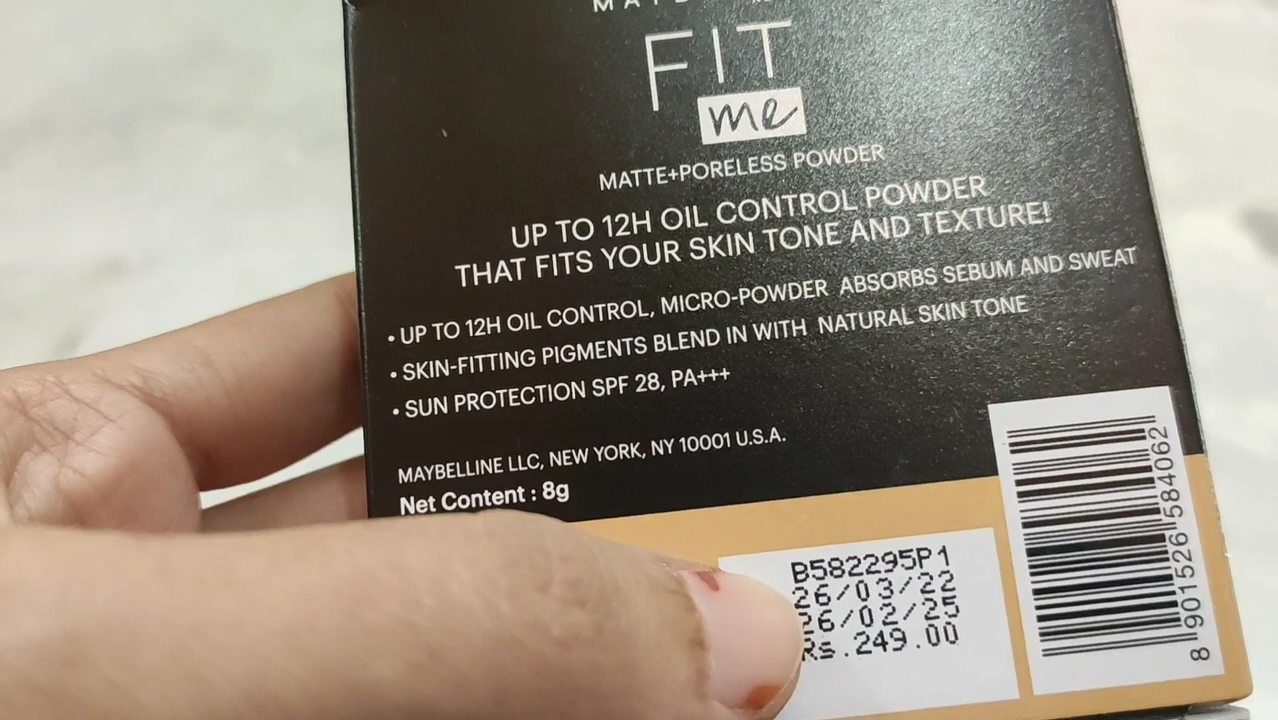 FIT
me
MATTE+PORELESS POWDER
UP TO 12H OIL CONTROL POWDER
THAT FITS YOUR SKIN TONE AND TEXTURE!
• UP TO 12H OIL CONTROL, MICRO-POWDER ABSORBS SEBUM AND SWEAT
• SKIN-FITTING PIGMENTS BLEND IN WITH NATURAL SKIN TONE
• SUN PROTECTION SPF 28, PA+++
MAYBELLINE LLC, NEW YORK, NY 10001 U.S.A.
Net Content : 8g
B582295P1
26/03/22
26/02/25
Rs.249.00
8 901526 584062